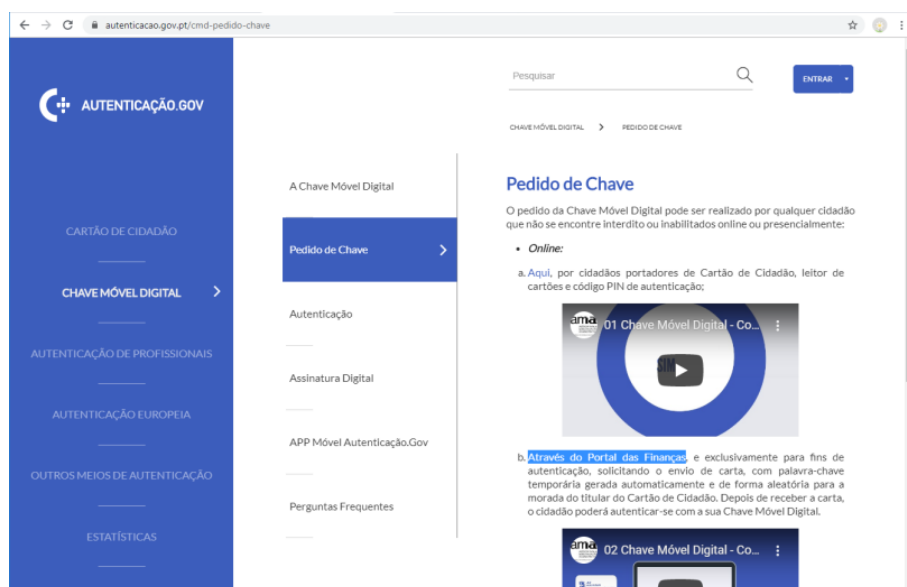 autenticacao.gov.pt/cmd-pedido-chave
AUTENTICAÇÃO.GOV
CARTÃO DE CIDADÃO
CHAVE MÓVEL DIGITAL
AUTENTICAÇÃO DE PROFISSIONAIS
AUTENTICAÇÃO EUROPEIA
OUTROS MEIOS DE AUTENTICAÇÃO
ESTATÍSTICAS
A Chave Móvel Digital
Pedido de Chave
Autenticação
Assinatura Digital
APP Móvel Autenticação.Gov
Perguntas Frequentes
Pesquisar
ENTRAR
CHAVE MÓVEL DIGITAL
PEDIDO DE CHAVE
Pedido de Chave
O pedido da Chave Móvel Digital pode ser realizado por qualquer cidadão
que não se encontre interdito ou inabilitados online ou presencialmente:
• Online:
a. Aqui, por cidadãos portadores de Cartão de Cidadão, leitor de
cartões e código PIN de autenticação;
ama
01 Chave Móvel Digital - Co...
SIM
b. Através do Portal das Finanças, e exclusivamente para fins de
autenticação, solicitando o envio de carta, com palavra-chave
temporária gerada automaticamente e de forma aleatória para a
morada do titular do Cartão de Cidadão. Depois de receber a carta,
o cidadão poderá autenticar-se com a sua Chave Móvel Digital.
ama
02 Chave Móvel Digital - Co...